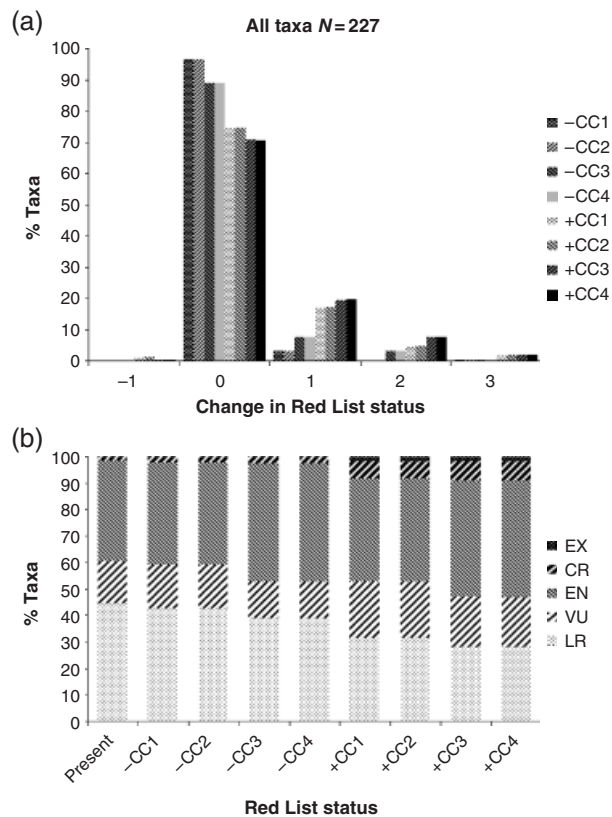 (a)
All taxa N = 227
100
90
80
70
60
50
40
30
20
10
0
% Taxa
–1 0 1 2 3
Change in Red List status
–CC1
–CC2
–CC3
–CC4
+CC1
+CC2
+CC3
+CC4
(b)
100
90
80
70
60
50
40
30
20
10
0
% Taxa
Present –CC1 –CC2 –CC3 –CC4 +CC1 +CC2 +CC3 +CC4
Red List status
EX
CR
EN
VU
LR